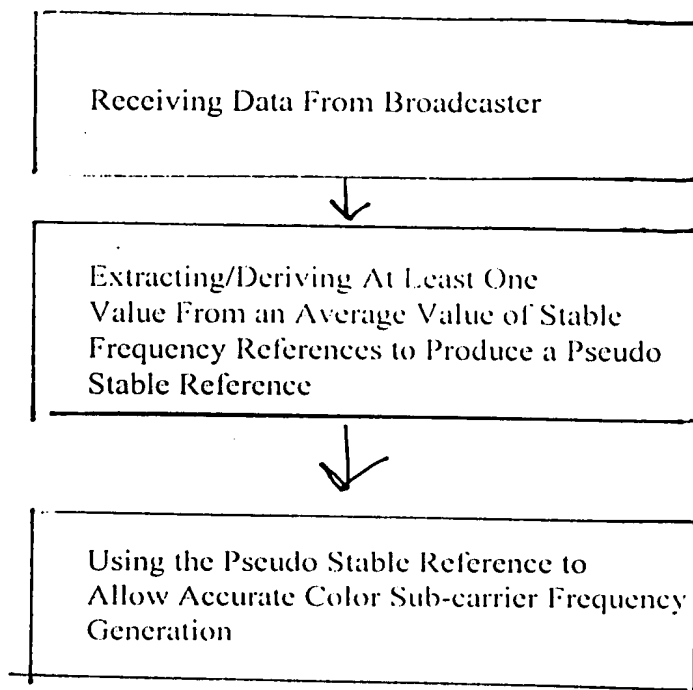 Receiving Data From Broadcaster
Extracting/Deriving At Least One
Value From an Average Value of Stable
Frequency References to Produce a Pseudo
Stable Reference
Using the Pseudo Stable Reference to
Allow Accurate Color Sub-carrier Frequency
Generation